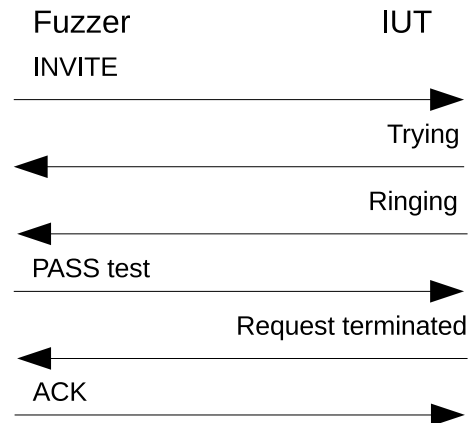 Fuzzer IUT
INVITE
Trying
Ringing
PASS test
Request terminated
ACK